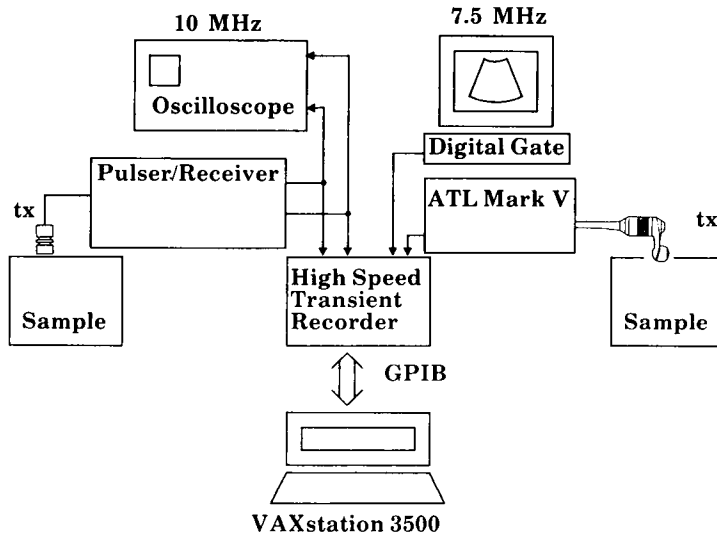 10 MHz
7.5 MHz
Oscilloscope
Digital Gate
Pulser/Receiver
ATL Mark V
tx
tx
High Speed
Transient
Recorder
Sample
Sample
GPIB
VAXstation 3500